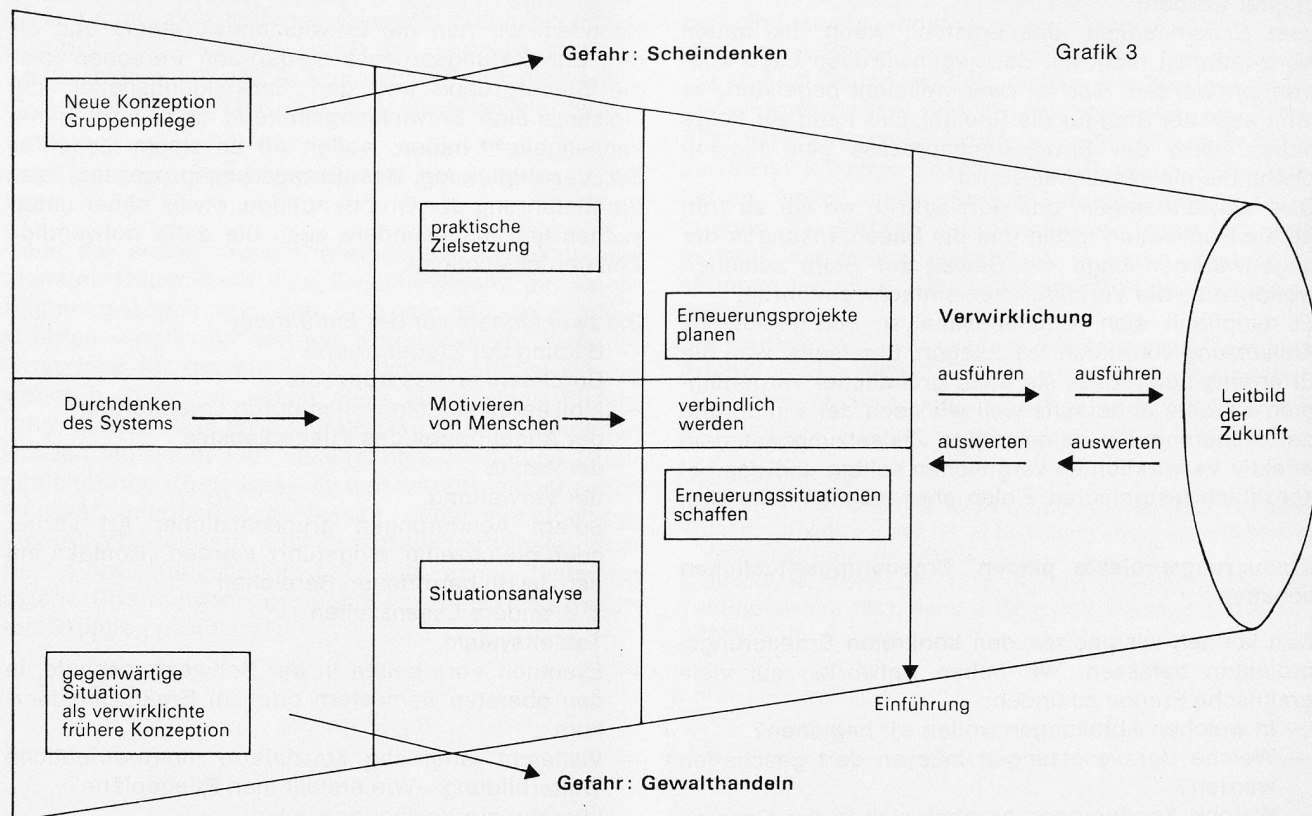 Gefahr: Scheindenken
Grafik 3
Neue Konzeption
Gruppenpflege
praktische
Zielsetzung
Erneuerungsprojekte
planen
Verwirklichung
Durchdenken
des Systems
Motivieren
von Menschen
verbindlich
werden
ausführen
ausführen
auswerten
auswerten
Leitbild
der
Zukunft
Erneuerungssituationen
schaffen
Situationsanalyse
gegenwärtige
Situation
als verwirklichte
frühere Konzeption
Einführung
Gefahr: Gewalthandeln